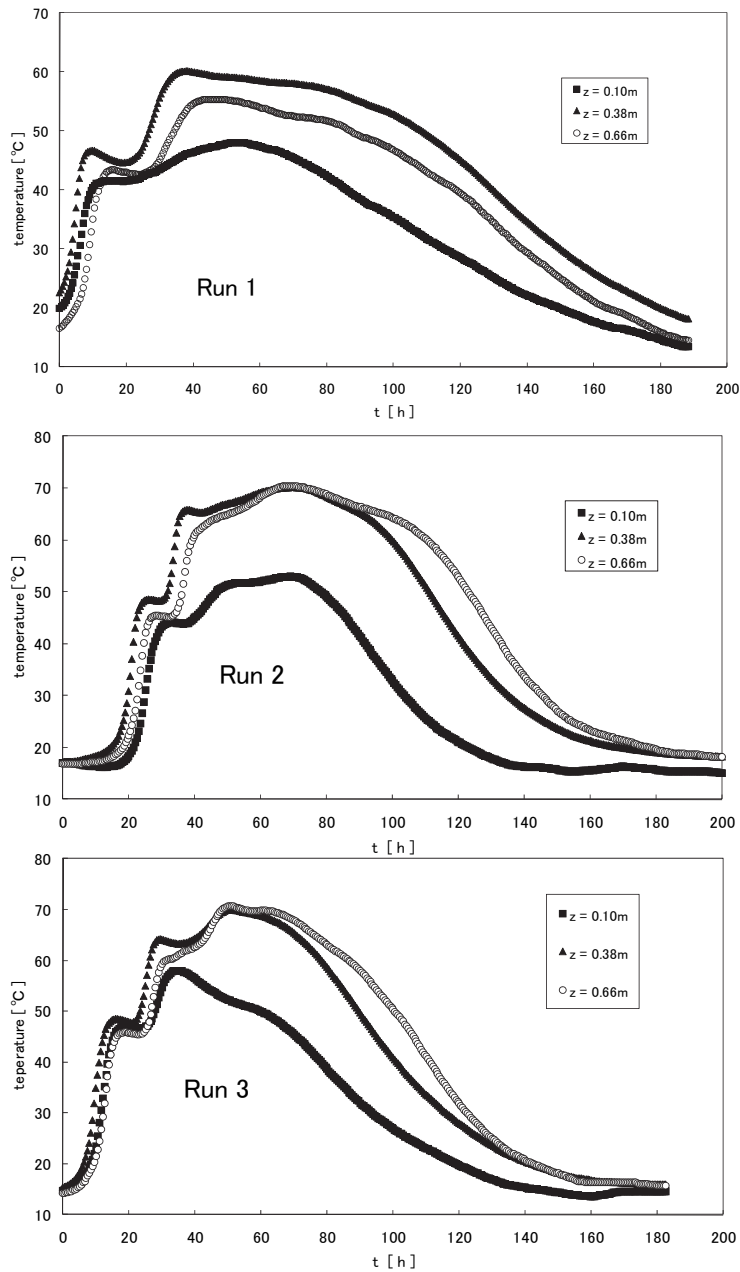 70
60
50
40
30
20
10
temperature [℃]
■ z = 0.10m
▲ z = 0.38m
○ z = 0.66m
Run 1
0 20 40 60 80 100 120 140 160 180 200
t [ h ]
80
70
60
50
40
30
20
10
temperature [℃]
■ z = 0.10m
▲ z = 0.38m
○ z = 0.66m
Run 2
0 20 40 60 80 100 120 140 160 180 200
t [ h ]
80
70
60
50
40
30
20
10
teperature [℃]
■ z = 0.10m
▲ z = 0.38m
○ z = 0.66m
Run 3
0 20 40 60 80 100 120 140 160 180 200
t [ h ]